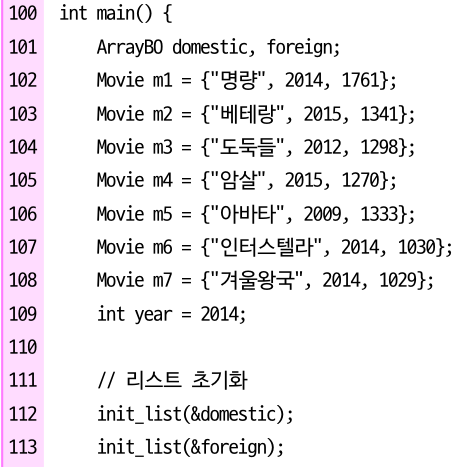 100 int main() {
101 ArrayBO domestic, foreign;
102 Movie m1 = {"명량", 2014, 1761};
103 Movie m2 = {"베테랑", 2015, 1341};
104 Movie m3 = {"도둑들", 2012, 1298};
105 Movie m4 = {"암살", 2015, 1270};
106 Movie m5 = {"아바타", 2009, 1333};
107 Movie m6 = {"인터스텔라", 2014, 1030};
108 Movie m7 = {"겨울왕국", 2014, 1029};
109 int year = 2014;
110
111 // 리스트 초기화
112 init_list(&domestic);
113 init_list(&foreign);